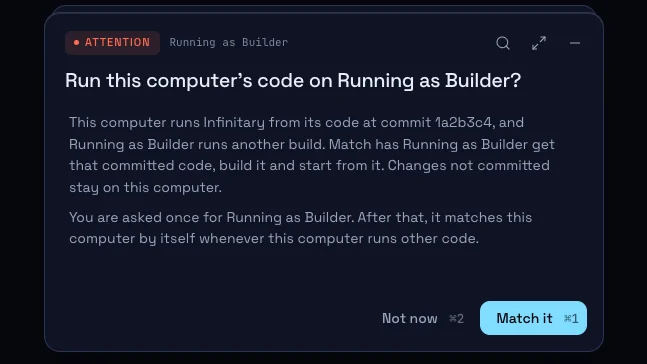 ATTENTION Running as Builder
Run this computer's code on Running as Builder?
This computer runs Infinitary from its code at commit 1a2b3c4, and
Running as Builder runs another build. Match has Running as Builder get
that committed code, build it and start from it. Changes not committed
stay on this computer.
You are asked once for Running as Builder. After that, it matches this
computer by itself whenever this computer runs other code.
Not now ⌘2 Match it ⌘1